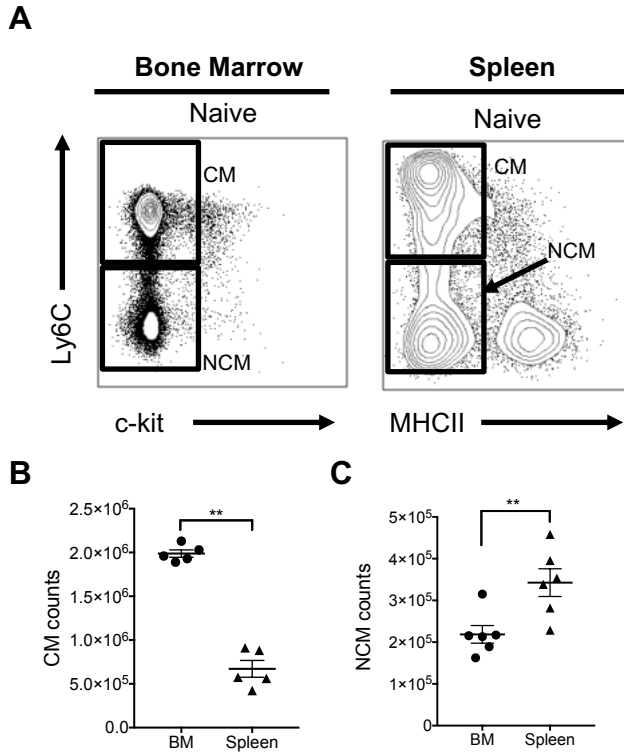 A
Bone Marrow
Spleen
Naive
Naive
CM
CM
NCM
NCM
Ly6C
c-kit
MHCII
B
C
**
**
2.5×10⁶
2.0×10⁶
1.5×10⁶
1.0×10⁶
5.0×10⁵
0.0
CM counts
BM
Spleen
5×10⁵
4×10⁵
3×10⁵
2×10⁵
1×10⁵
0
NCM counts
BM
Spleen